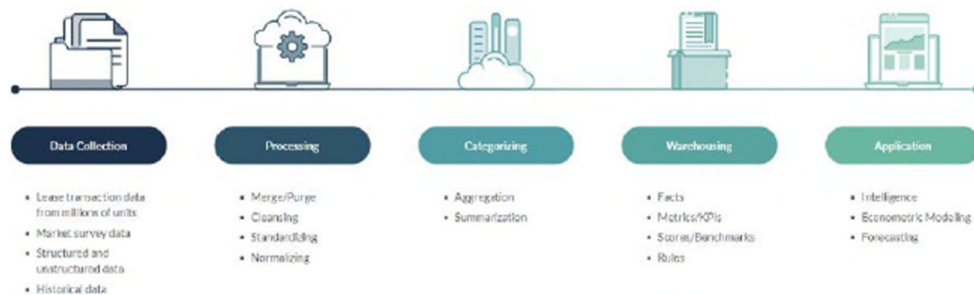 Data Collection
Processing
Categorizing
Warehousing
Application
• Lease transaction data
from millions of units
• Market survey data
• Structured and
unstructured data
• Historical data
• Merge/Purge
• Cleansing
• Standardizing
• Normalizing
• Aggregation
• Summarization
• Facts
• Metrics/KPIs
• Scores/Benchmarks
• Rules
• Intelligence
• Econometric Modeling
• Forecasting